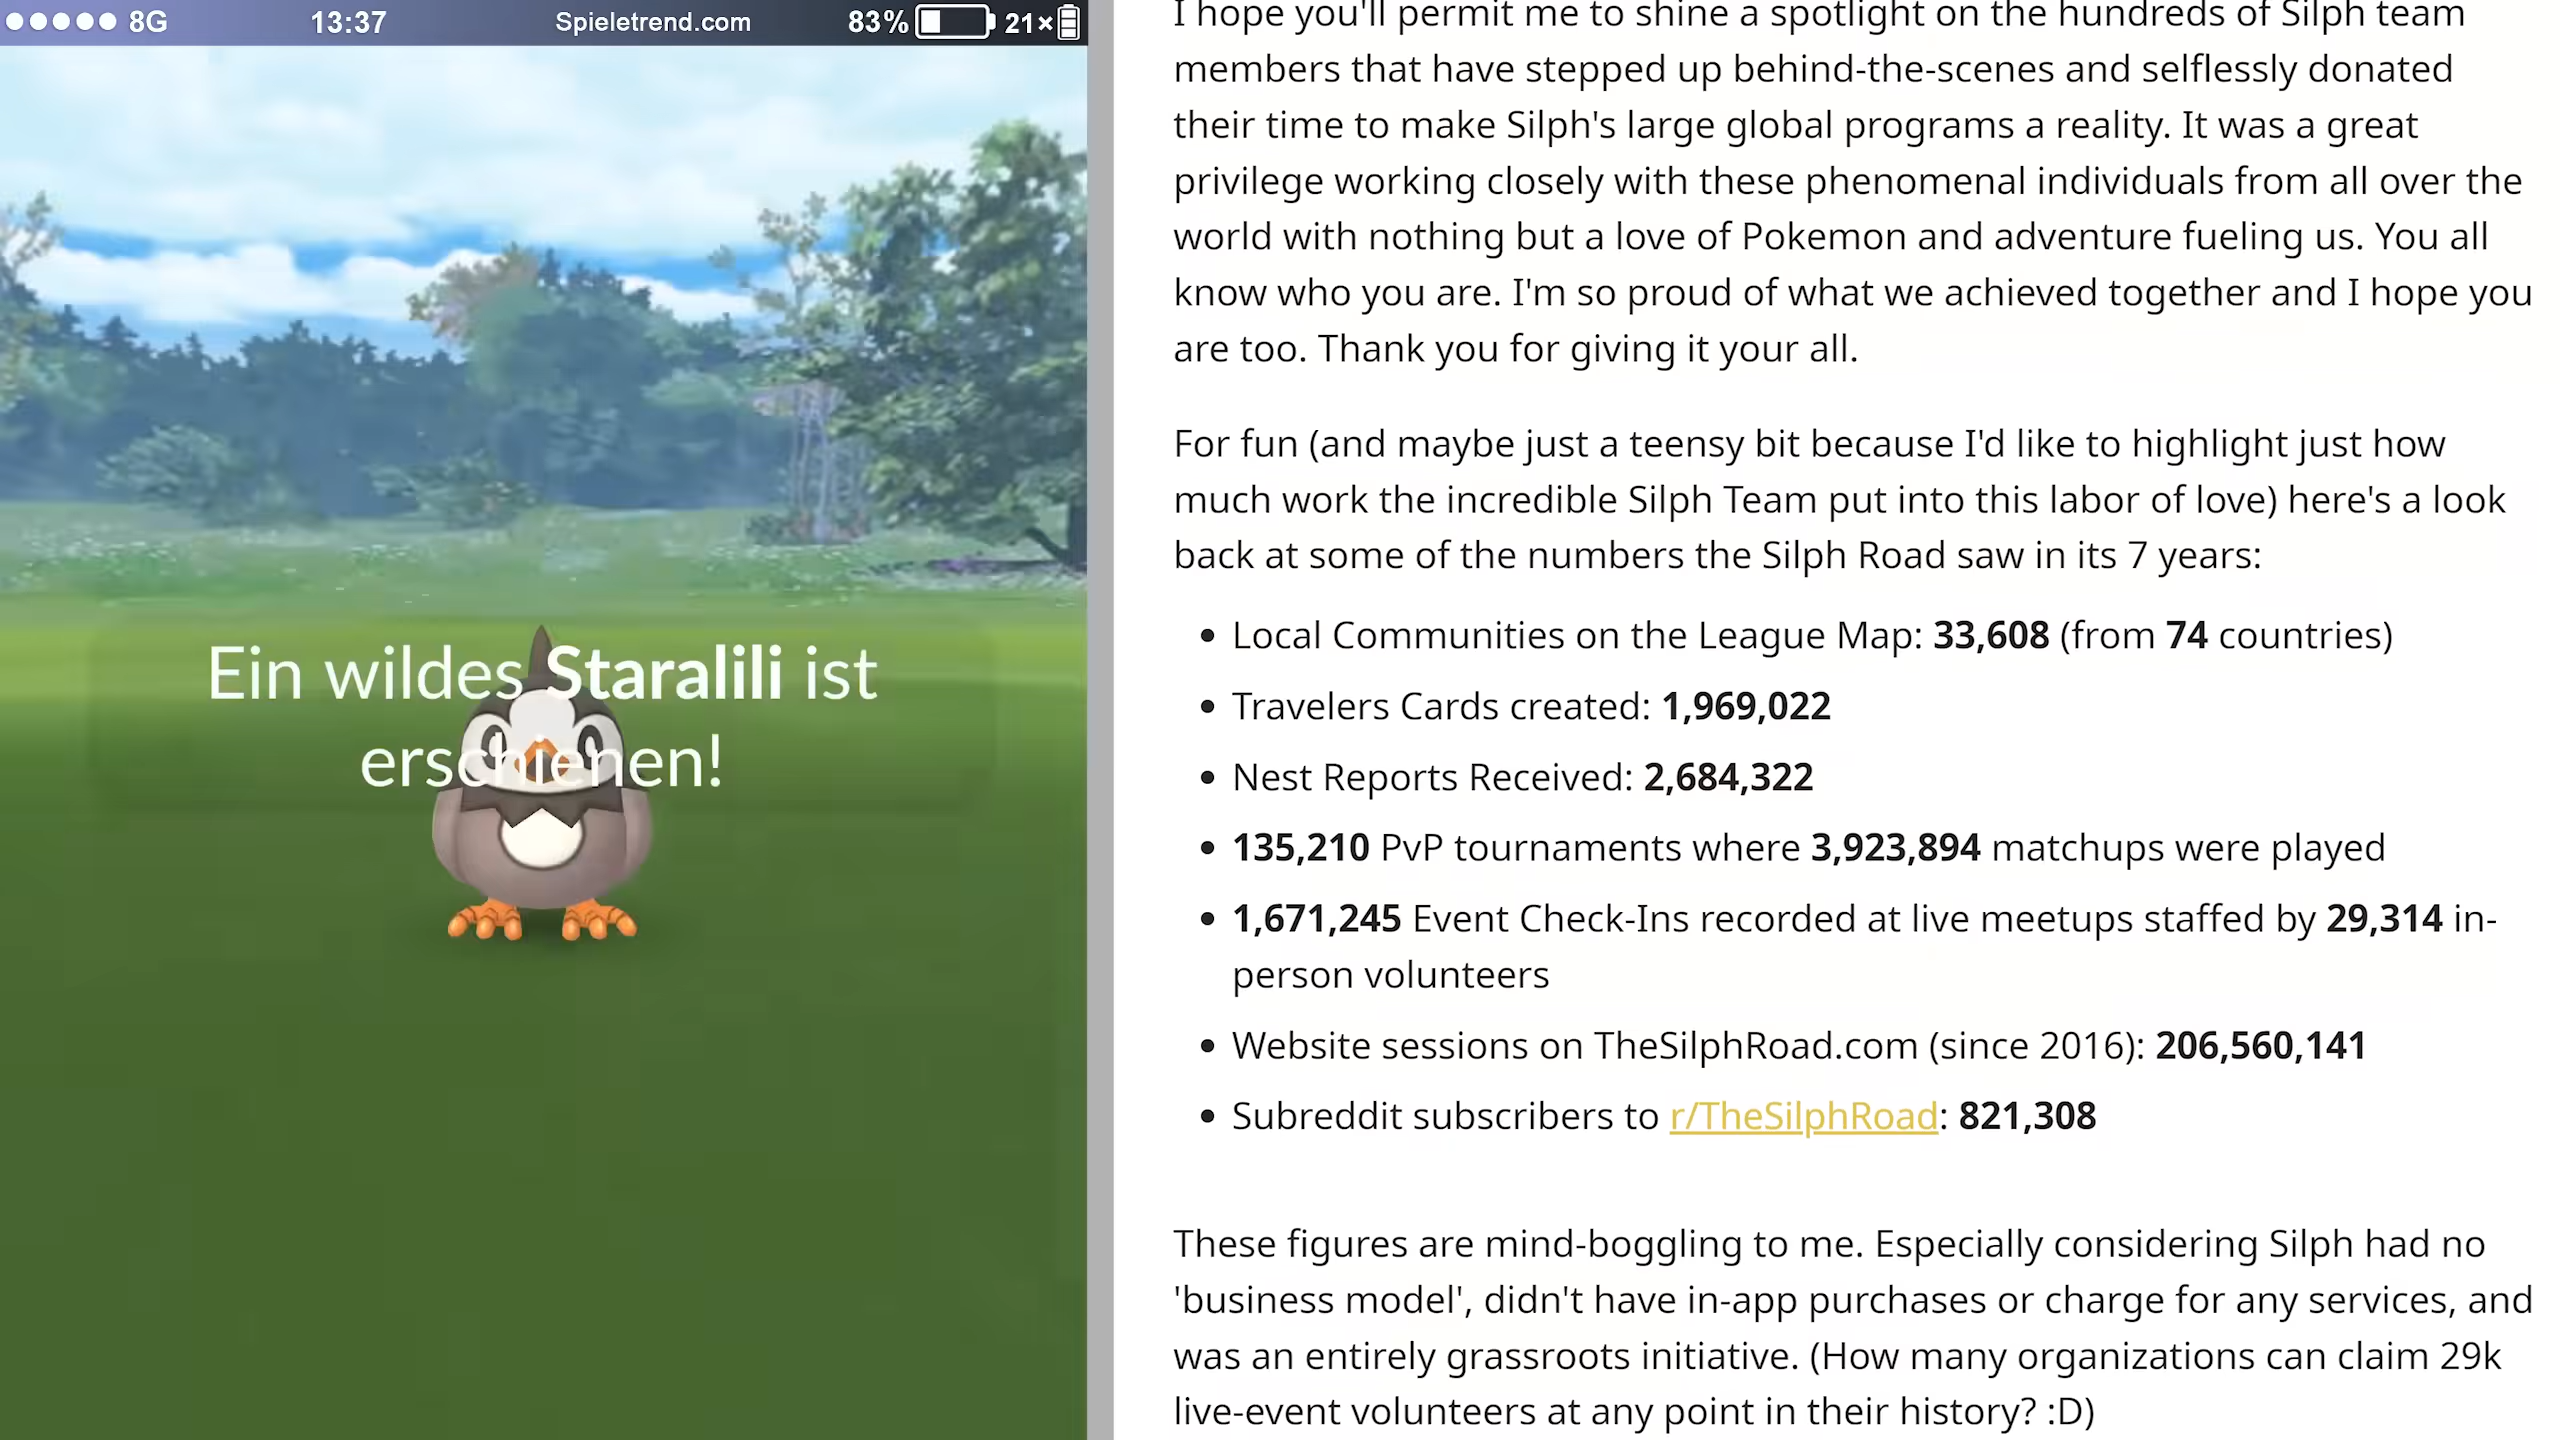 8G 13:37 Spieletrend.com 83% 21×
Ein wildes Staralili ist
erschienen!
I hope you'll permit me to shine a spotlight on the hundreds of Silph team
members that have stepped up behind-the-scenes and selflessly donated
their time to make Silph's large global programs a reality. It was a great
privilege working closely with these phenomenal individuals from all over the
world with nothing but a love of Pokemon and adventure fueling us. You all
know who you are. I'm so proud of what we achieved together and I hope you
are too. Thank you for giving it your all.
For fun (and maybe just a teensy bit because I'd like to highlight just how
much work the incredible Silph Team put into this labor of love) here's a look
back at some of the numbers the Silph Road saw in its 7 years:
• Local Communities on the League Map: 33,608 (from 74 countries)
• Travelers Cards created: 1,969,022
• Nest Reports Received: 2,684,322
• 135,210 PvP tournaments where 3,923,894 matchups were played
• 1,671,245 Event Check-Ins recorded at live meetups staffed by 29,314 in-
person volunteers
• Website sessions on TheSilphRoad.com (since 2016): 206,560,141
• Subreddit subscribers to r/TheSilphRoad: 821,308
These figures are mind-boggling to me. Especially considering Silph had no
'business model', didn't have in-app purchases or charge for any services, and
was an entirely grassroots initiative. (How many organizations can claim 29k
live-event volunteers at any point in their history? :D)